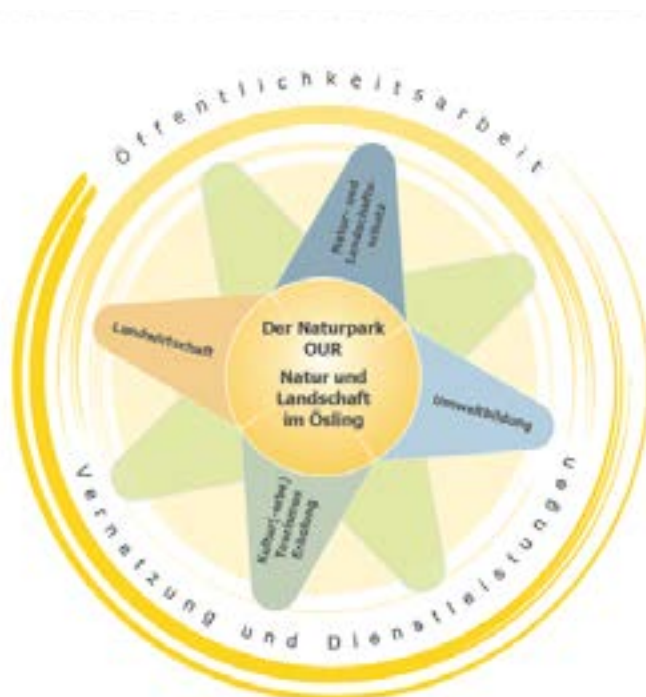 Öffentlichkeitsarbeit
Natur- und
Landschafts-
schutz
Der Naturpark
OUR
Natur und
Landschaft
im Ösling
Landwirtschaft
Umweltbildung
Kultur(-erbe)
Tourismus
Erholung
Vernetzung und Dienstleistungen